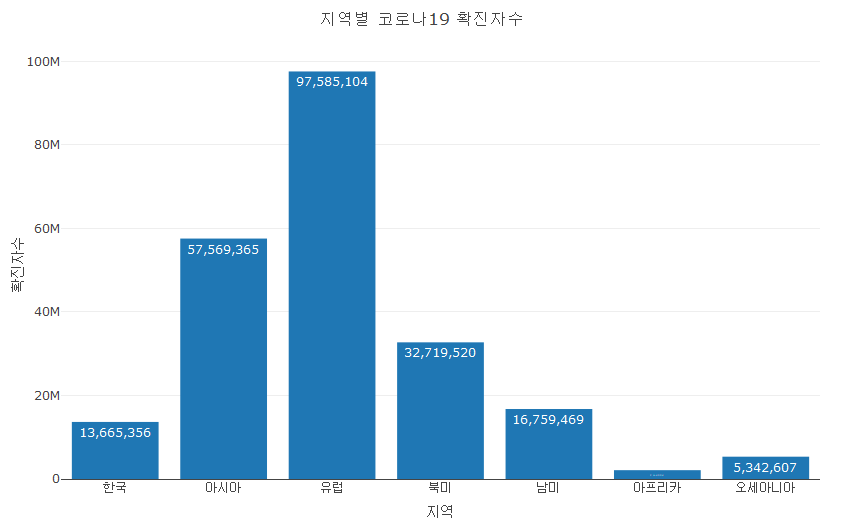 지역별 코로나19 확진자수
확진자수
100M
80M
60M
40M
20M
0
13,665,356
57,569,365
97,585,104
32,719,520
16,759,469
5,342,607
한국
아시아
유럽
북미
남미
아프리카
오세아니아
지역